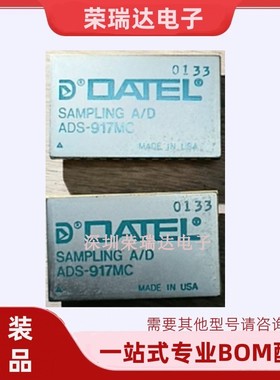 荣瑞达电子
0133
DATEL
SAMPLING A/D
ADS-917MC
MADE IN USA
深圳荣瑞达电子
0133
DATEL
SAMPLING A/D
ADS-917MC
MADE IN USA
装
品
需要其他型号请咨询
一站式专业BOM配